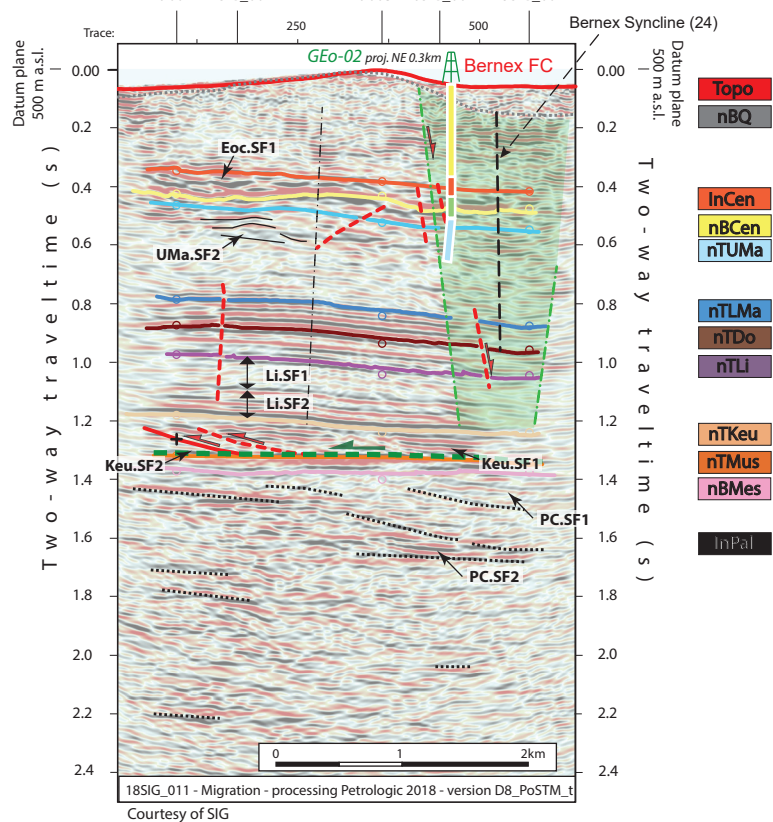 Trace:
250
500
Bernex Syncline (24)
GEo-02 proj. NE 0.3km
Bernex FC
Datum plane
500 m a.s.l.
Datum plane
500 m a.s.l.
0.00
0.2
0.4
0.6
0.8
1.0
1.2
1.4
1.6
1.8
2.0
2.2
2.4
Two-way traveltime (s)
Eoc.SF1
UMa.SF2
Li.SF1
Li.SF2
Keu.SF2
Keu.SF1
PC.SF1
PC.SF2
0.00
0.2
0.4
0.6
0.8
1.0
1.2
1.4
1.6
1.8
2.0
2.2
2.4
Two-way traveltime (s)
Topo
nBQ
InCen
nBCen
nTUMa
nTLMa
nTDo
nTLi
nTKeu
nTMus
nBMes
InPal
0 1 2km
18SIG_011 - Migration - processing Petrologic 2018 - version D8_PoSTM_t
Courtesy of SIG